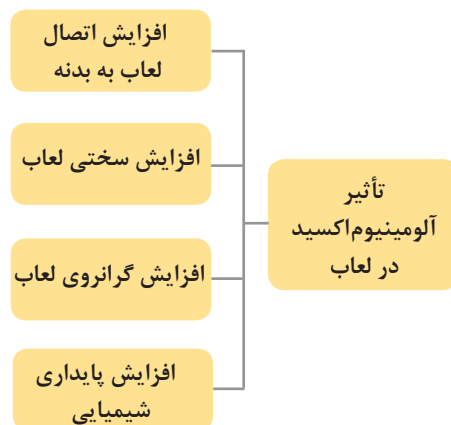 تأثیر
آلومینیوم‌اکسید
در لعاب
افزایش اتصال
لعاب به بدنه
افزایش سختی لعاب
افزایش گرانروی لعاب
افزایش پایداری
شیمیایی